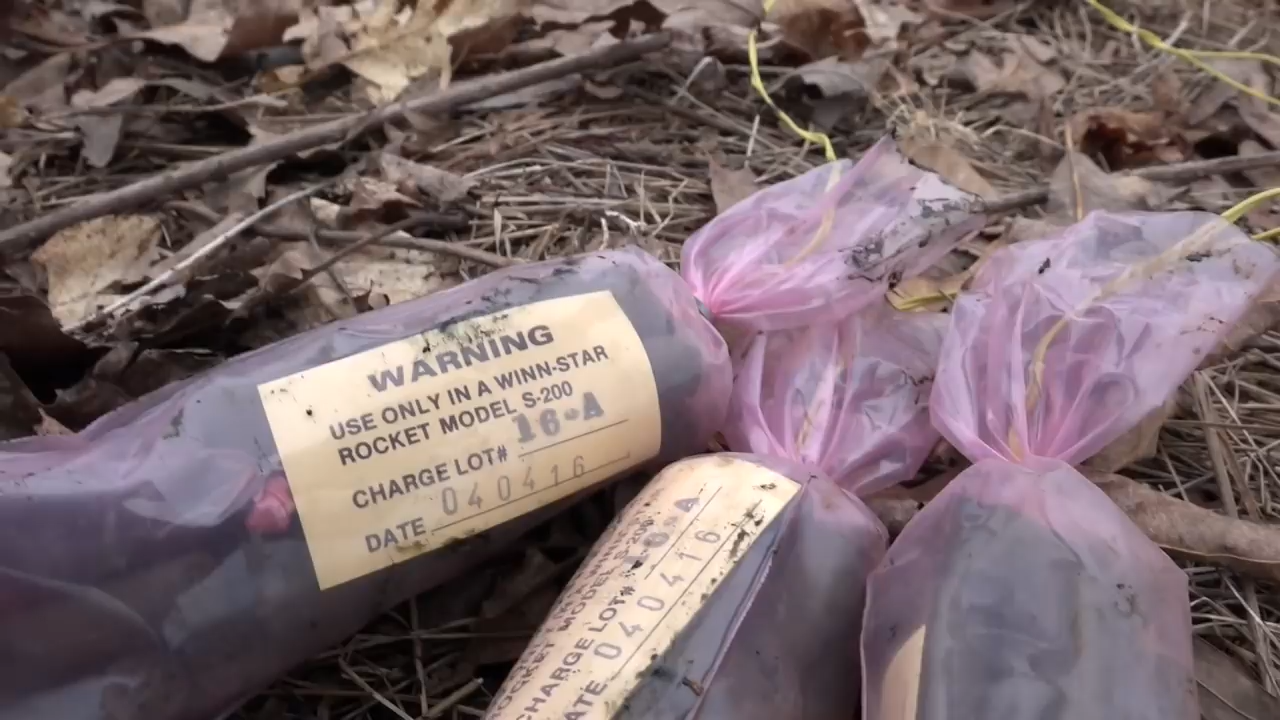 WARNING
USE ONLY IN A WINN-STAR
ROCKET MODEL S-200
CHARGE LOT# 16-A
DATE 040416
ROCKET MODEL S-200
CHARGE LOT# 16-A
DATE 040416